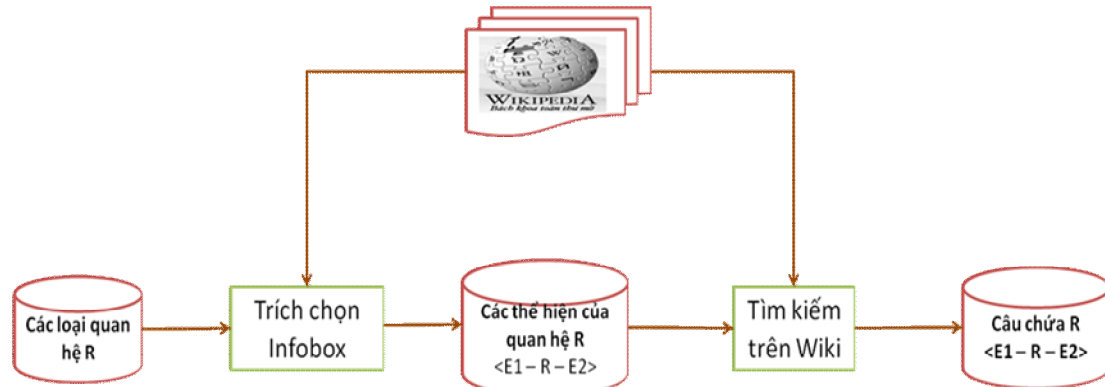 WIKIPEDIA
Bách khoa toàn thư mở
Các loại quan
hệ R
Trích chọn
Infobox
Các thể hiện của
quan hệ R
<E1 – R – E2>
Tìm kiếm
trên Wiki
Câu chứa R
<E1 – R – E2>